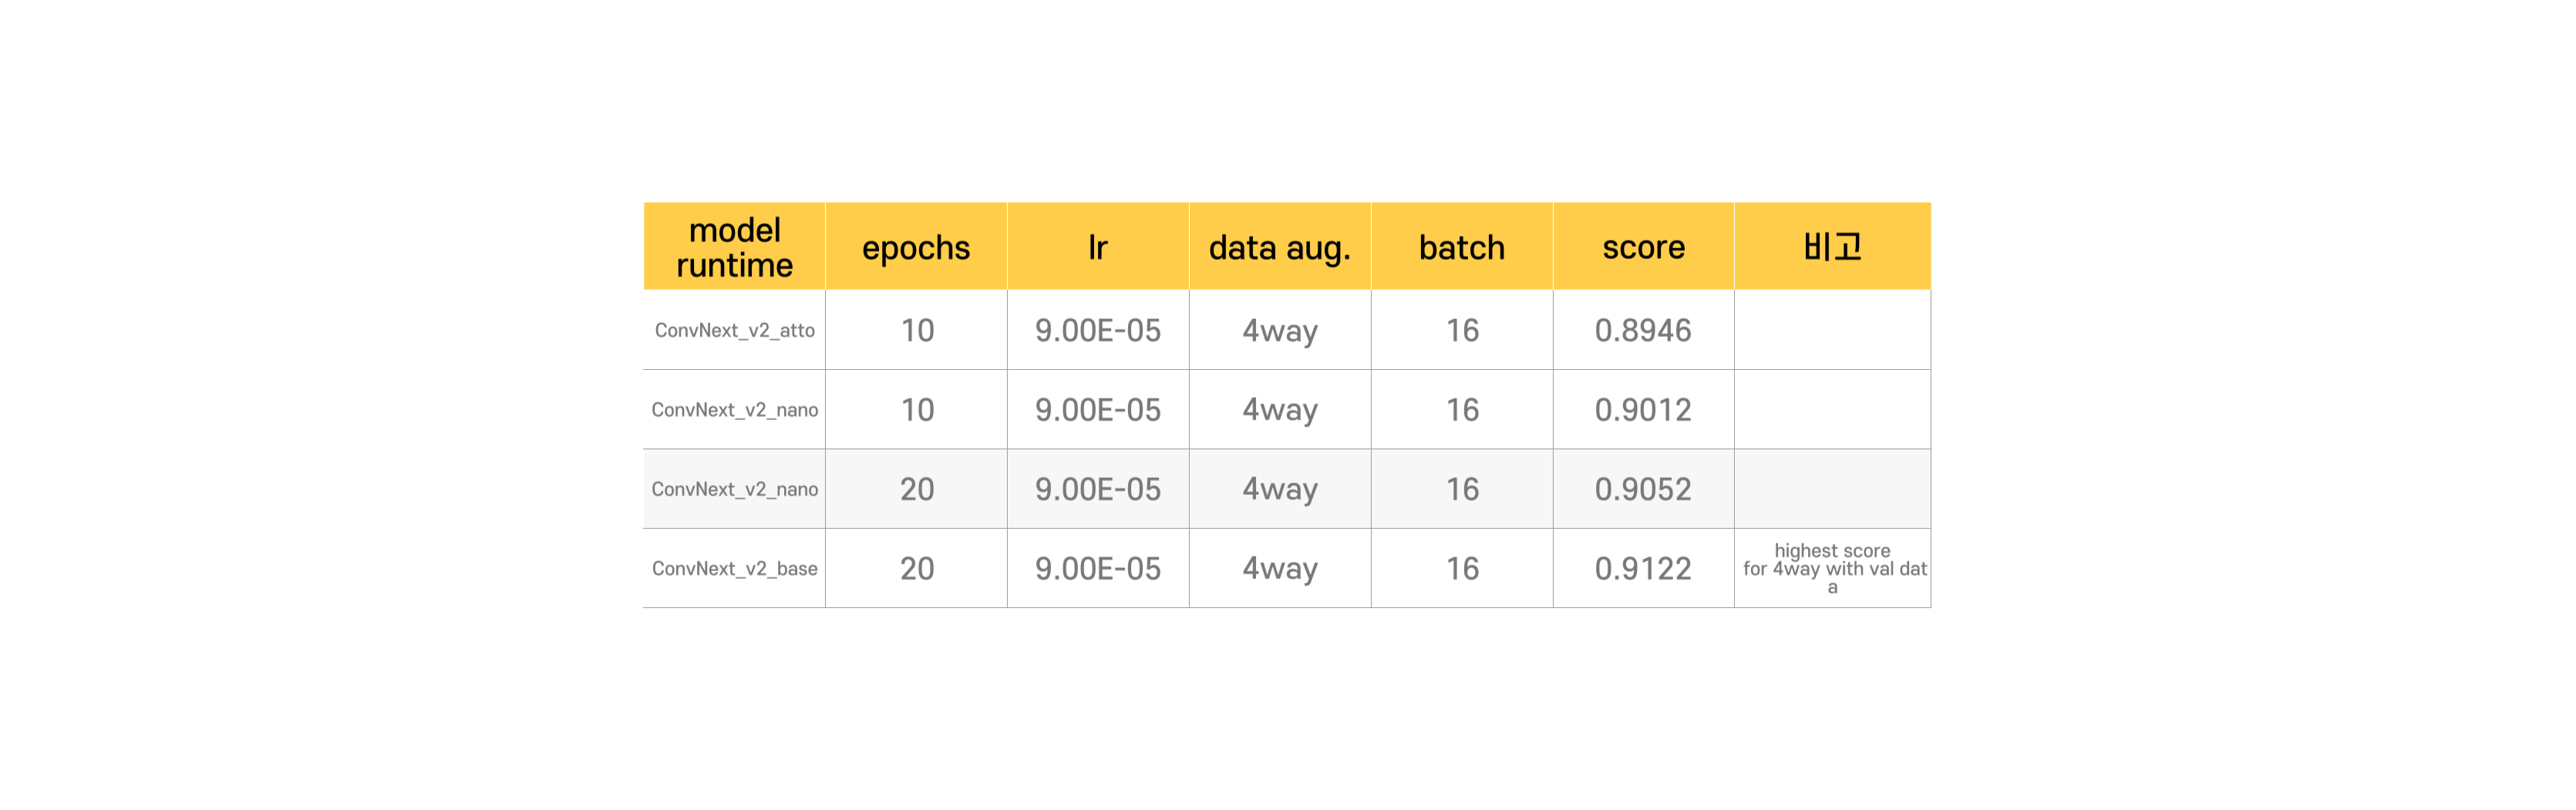 model runtime epochs lr data aug. batch score 비고
ConvNext_v2_atto 10 9.00E-05 4way 16 0.8946
ConvNext_v2_nano 10 9.00E-05 4way 16 0.9012
ConvNext_v2_nano 20 9.00E-05 4way 16 0.9052
ConvNext_v2_base 20 9.00E-05 4way 16 0.9122 highest score
for 4way with val dat
a